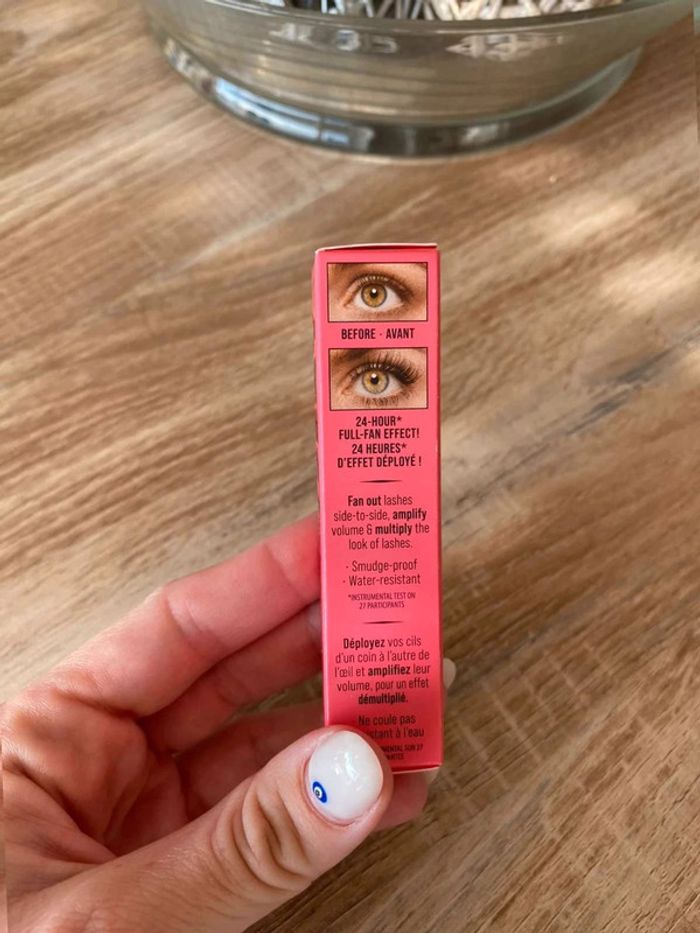 BEFORE - AVANT
24-HOUR*
FULL-FAN EFFECT!
24 HEURES*
D'EFFET DÉPLOYÉ !
Fan out lashes
side-to-side, amplify
volume & multiply the
look of lashes.
· Smudge-proof
· Water-resistant
*INSTRUMENTAL TEST ON
27 PARTICIPANTS
Déployez vos cils
d'un coin à l'autre de
l'œil et amplifiez leur
volume, pour un effet
démultiplié.
Ne coule pas
à l'eau
SUR 27